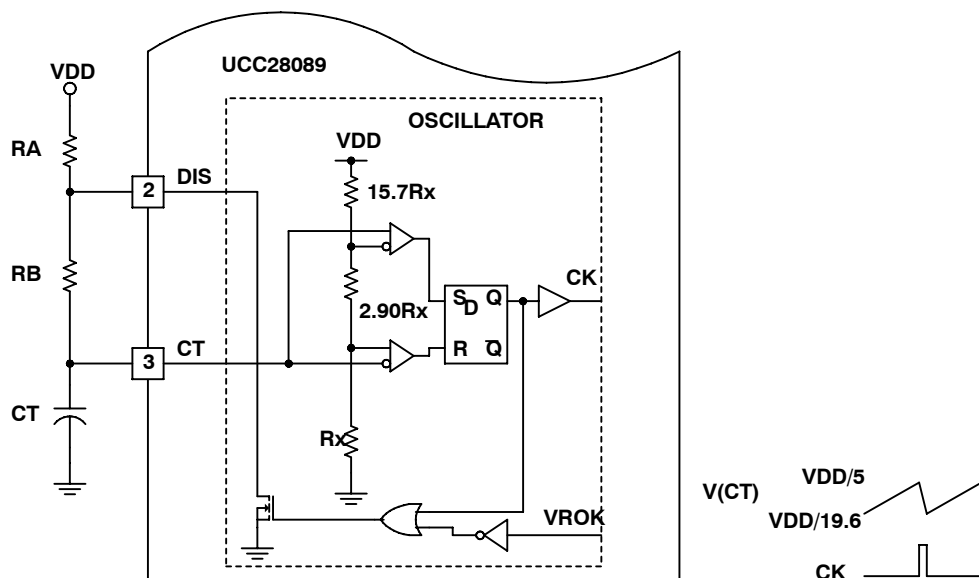 UCC28089
VDD
OSCILLATOR
VDD
RA
15.7Rx
2 DIS
RB
CK
S D Q
2.90Rx
3 CT
R Q̅
CT
Rx
VROK
V(CT)
VDD/5
VDD/19.6
CK